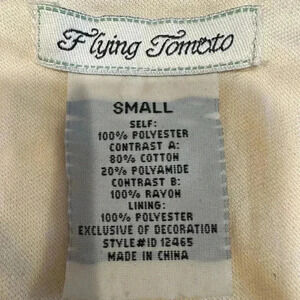 Flying Tomato
SMALL
SELF:
100% POLYESTER
CONTRAST A:
80% COTTON
20% POLYAMIDE
CONTRAST B:
100% RAYON
LINING:
100% POLYESTER
EXCLUSIVE OF DECORATION
STYLE#ID 12465
MADE IN CHINA